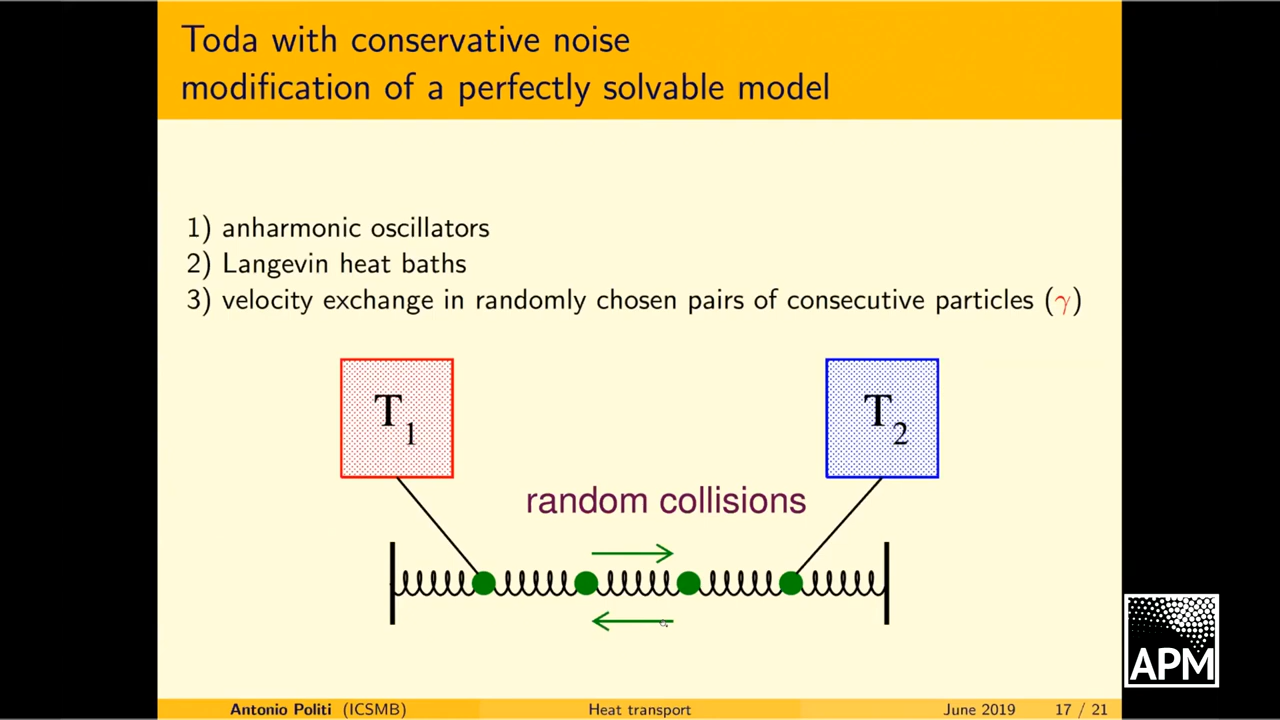 Toda with conservative noise
modification of a perfectly solvable model
1) anharmonic oscillators
2) Langevin heat baths
3) velocity exchange in randomly chosen pairs of consecutive particles (γ)
T1
T2
random collisions
APM
Antonio Politi (ICSMB) Heat transport June 2019 17 / 21